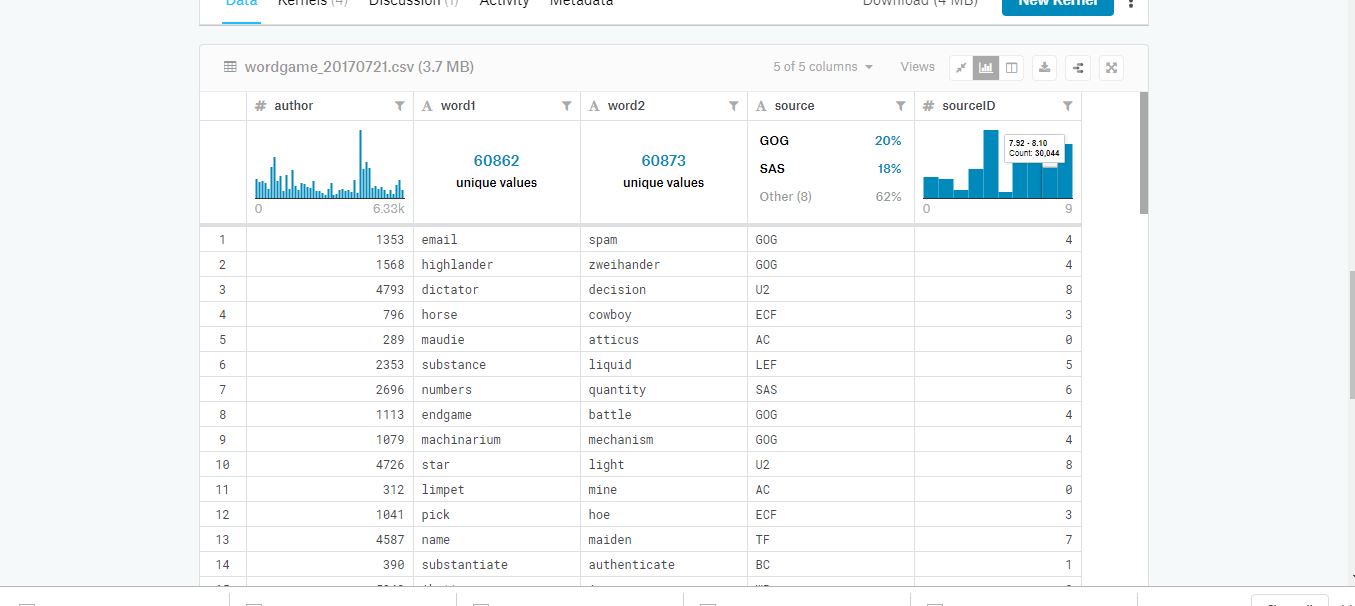 Data Kernels (4) Discussion (1) Activity Metadata Download (4 MB) New Kernel
wordgame_20170721.csv (3.7 MB) 5 of 5 columns Views
# author A word1 A word2 A source # sourceID
GOG 20% 7.92 - 8.10
60862 60873 Count: 30,044
unique values unique values SAS 18%
Other (8) 62%
0 6.33k 0 9
1 1353 email spam GOG 4
2 1568 highlander zweihander GOG 4
3 4793 dictator decision U2 8
4 796 horse cowboy ECF 3
5 289 maudie atticus AC 0
6 2353 substance liquid LEF 5
7 2696 numbers quantity SAS 6
8 1113 endgame battle GOG 4
9 1079 machinarium mechanism GOG 4
10 4726 star light U2 8
11 312 limpet mine AC 0
12 1041 pick hoe ECF 3
13 4587 name maiden TF 7
14 390 substantiate authenticate BC 1